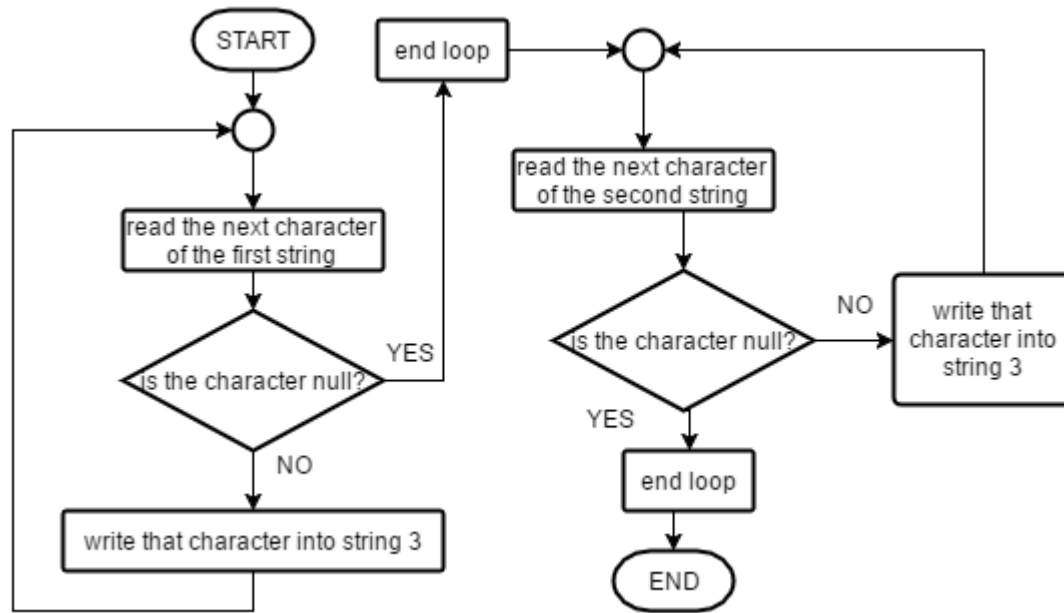 START
read the next character
of the first string
is the character null?
YES
NO
write that character into string 3
end loop
read the next character
of the second string
is the character null?
NO
write that
character into
string 3
YES
end loop
END